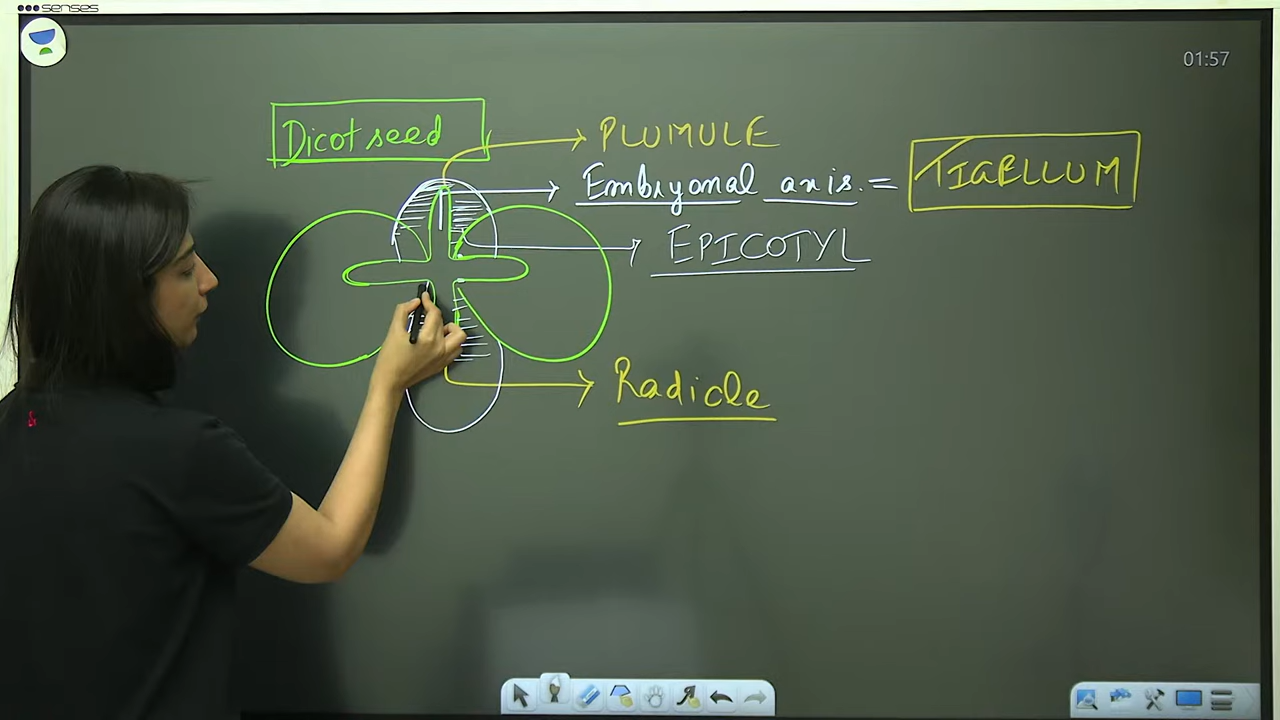 senses
01:57
Dicot seed
PLUMULE
Embryonal axis. = TIGELLUM
EPICOTYL
Radicle